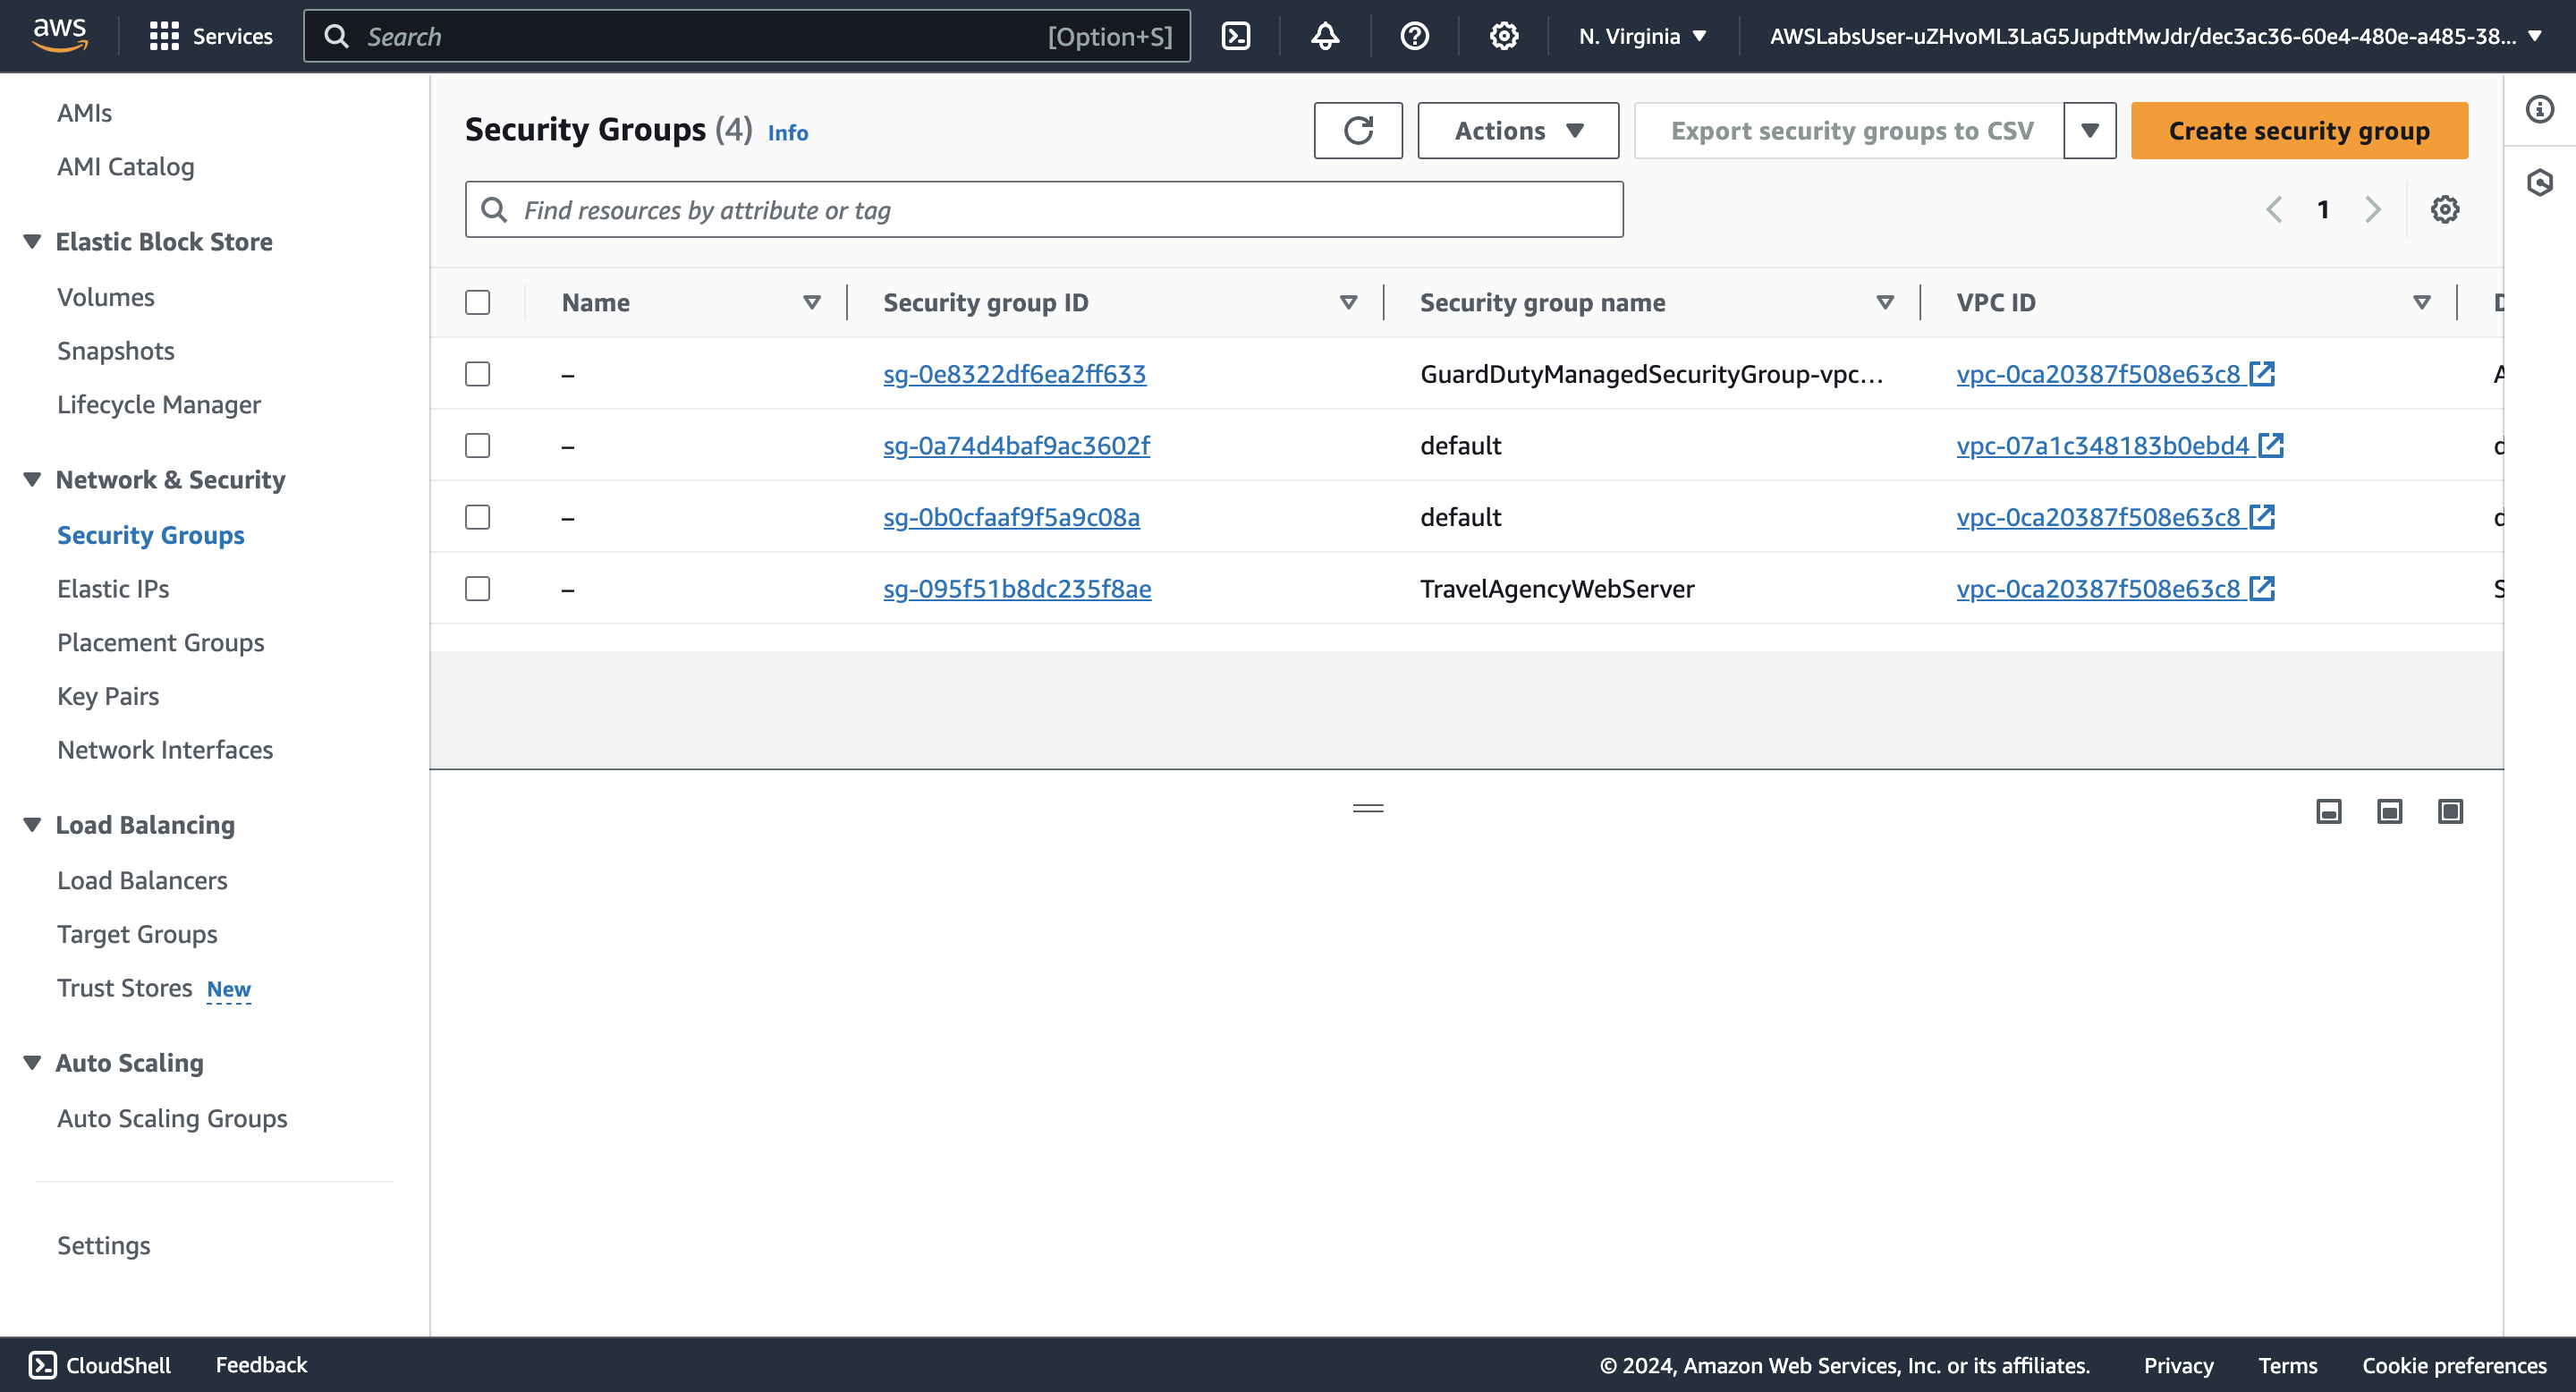 aws
Services
Search
[Option+S]
N. Virginia
AWSLabsUser-uZHvoML3LaG5JupdtMwJdr/dec3ac36-60e4-480e-a485-38...
AMIs
AMI Catalog
Elastic Block Store
Volumes
Snapshots
Lifecycle Manager
Network & Security
Security Groups
Elastic IPs
Placement Groups
Key Pairs
Network Interfaces
Load Balancing
Load Balancers
Target Groups
Trust Stores New
Auto Scaling
Auto Scaling Groups
Settings
Security Groups (4) Info
Actions
Export security groups to CSV
Create security group
Find resources by attribute or tag
1
Name Security group ID Security group name VPC ID
– sg-0e8322df6ea2ff633 GuardDutyManagedSecurityGroup-vpc... vpc-0ca20387f508e63c8
– sg-0a74d4baf9ac3602f default vpc-07a1c348183b0ebd4
– sg-0b0cfaaf9f5a9c08a default vpc-0ca20387f508e63c8
– sg-095f51b8dc235f8ae TravelAgencyWebServer vpc-0ca20387f508e63c8
CloudShell
Feedback
© 2024, Amazon Web Services, Inc. or its affiliates.
Privacy
Terms
Cookie preferences